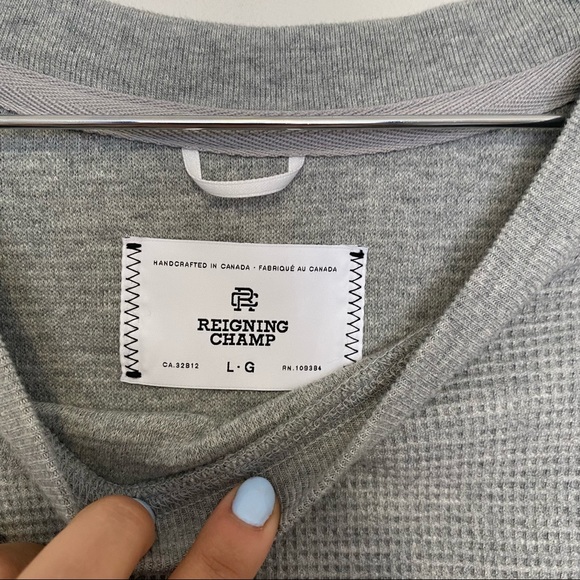 HANDCRAFTED IN CANADA · FABRIQUÉ AU CANADA
RC
REIGNING
CHAMP
CA.32812 L·G RN.109384